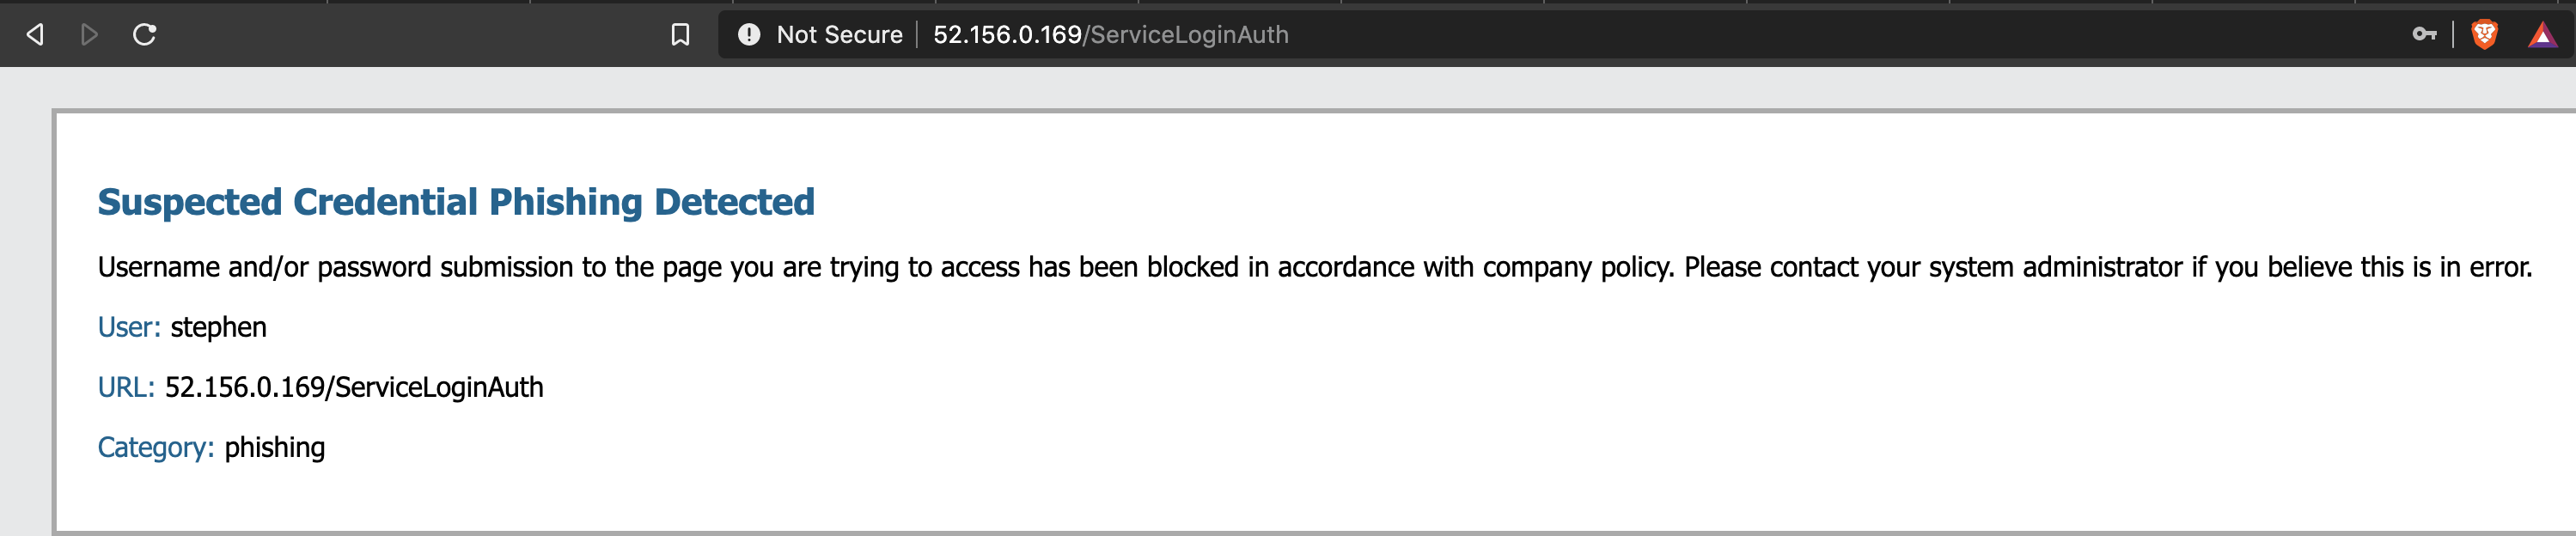 Not Secure 52.156.0.169/ServiceLoginAuth
Suspected Credential Phishing Detected
Username and/or password submission to the page you are trying to access has been blocked in accordance with company policy. Please contact your system administrator if you believe this is in error.
User: stephen
URL: 52.156.0.169/ServiceLoginAuth
Category: phishing